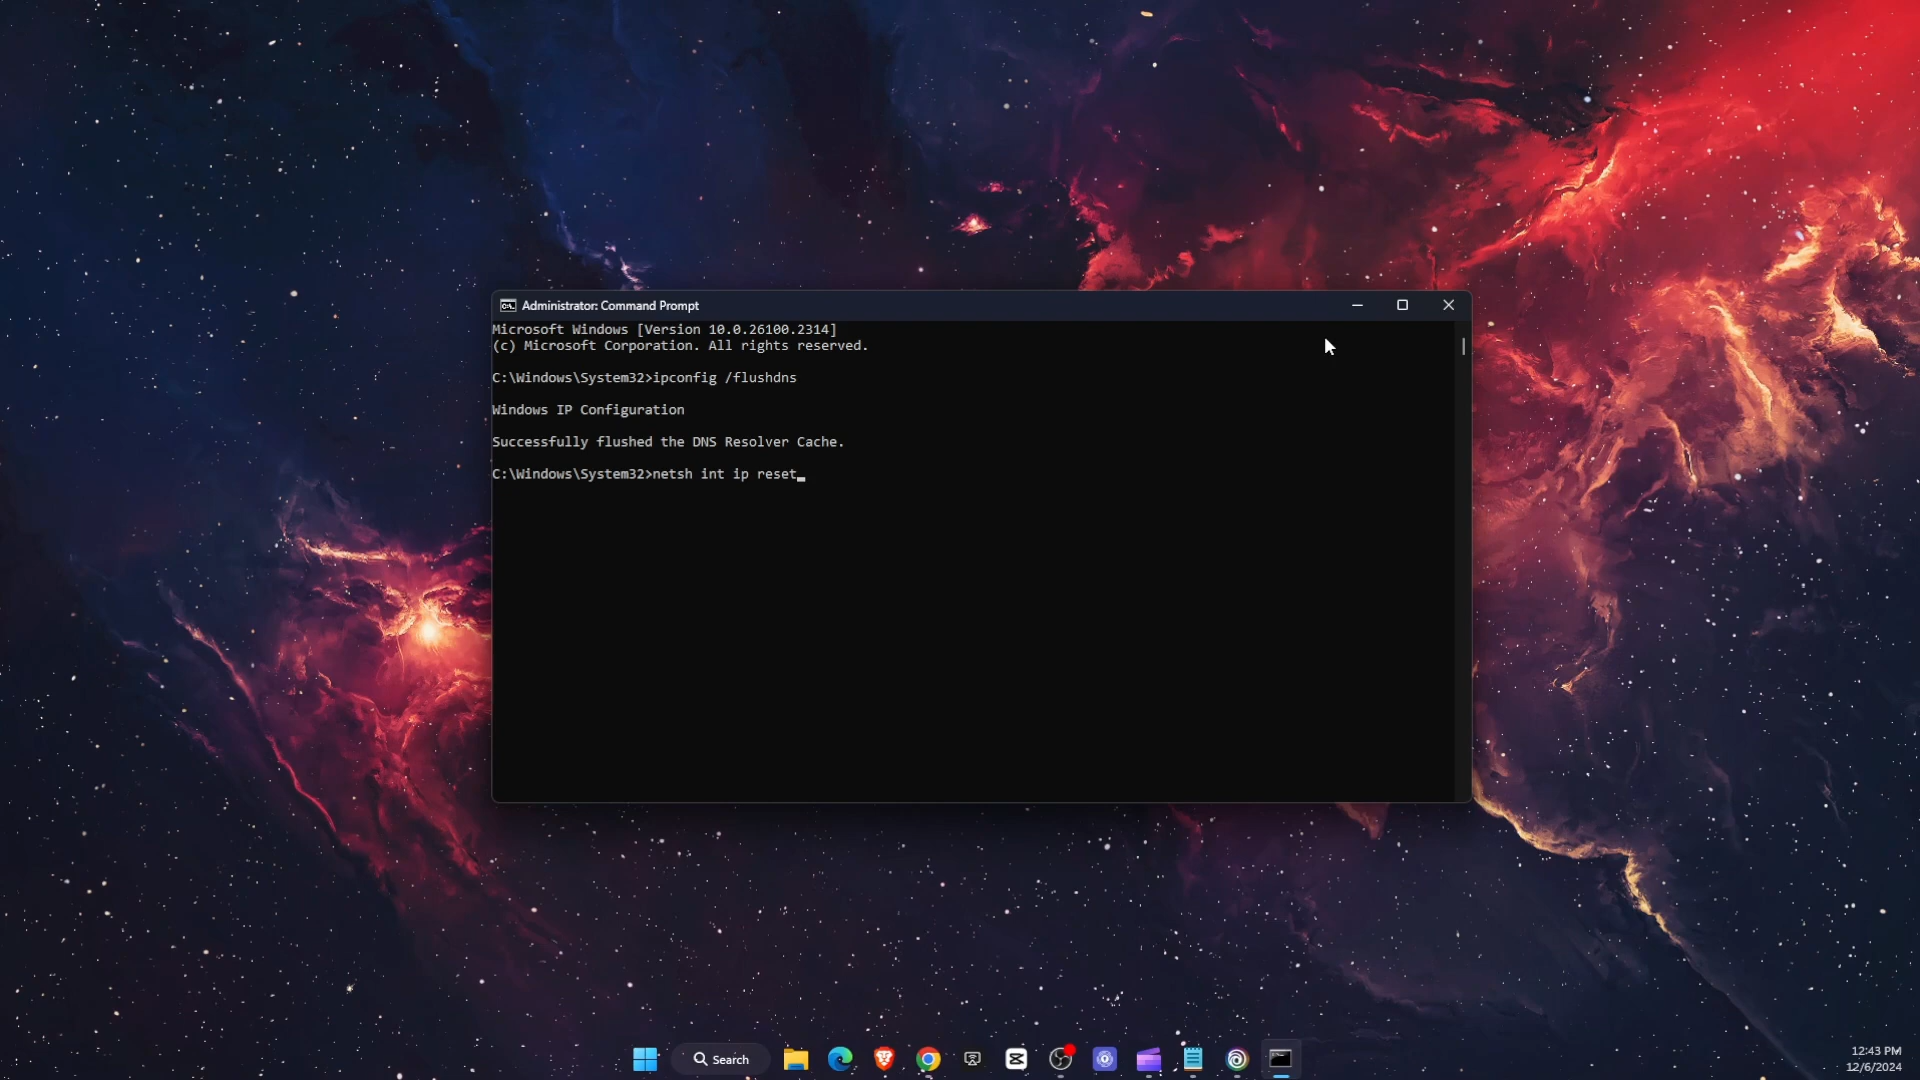 Administrator: Command Prompt
Microsoft Windows [Version 10.0.26100.2314]
(c) Microsoft Corporation. All rights reserved.
C:\Windows\System32>ipconfig /flushdns
Windows IP Configuration
Successfully flushed the DNS Resolver Cache.
C:\Windows\System32>netsh int ip reset
Search
12:43 PM
12/6/2024